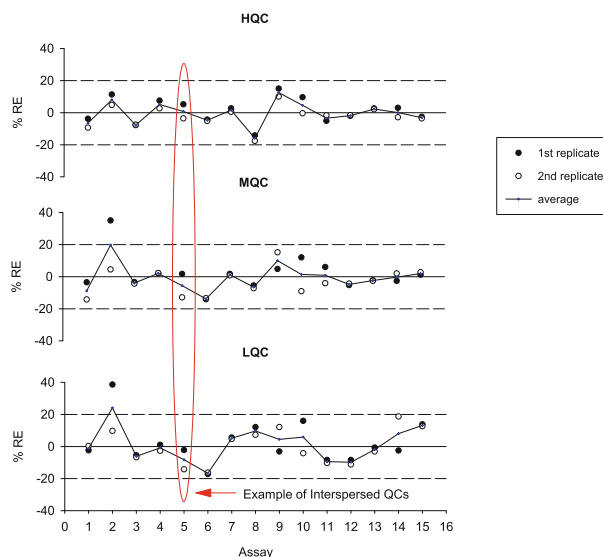 HQC
40
20
0
-20
-40
% RE
1st replicate
2nd replicate
average
MQC
40
20
0
-20
-40
% RE
LQC
40
20
0
-20
-40
% RE
Example of Interspersed QCs
0 1 2 3 4 5 6 7 8 9 10 11 12 13 14 15 16
Assay